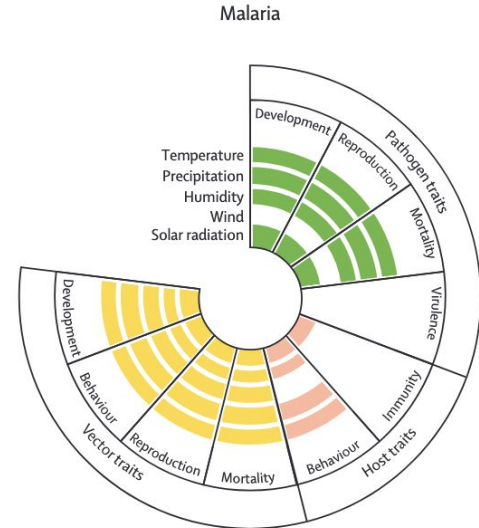 Malaria
Temperature
Precipitation
Humidity
Wind
Solar radiation
Development
Reproduction
Mortality
Virulence
Pathogen traits
Immunity
Behaviour
Host traits
Mortality
Reproduction
Behaviour
Development
Vector traits